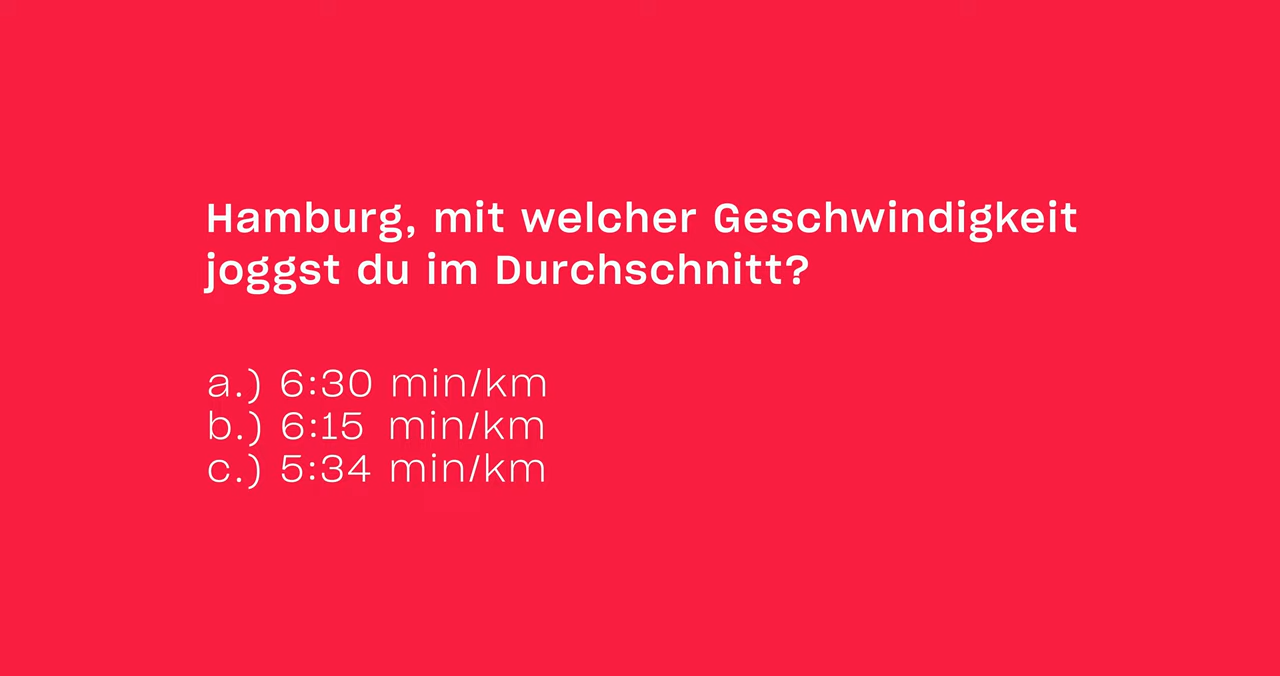 Hamburg, mit welcher Geschwindigkeit
joggst du im Durchschnitt?
a.) 6:30 min/km
b.) 6:15 min/km
c.) 5:34 min/km